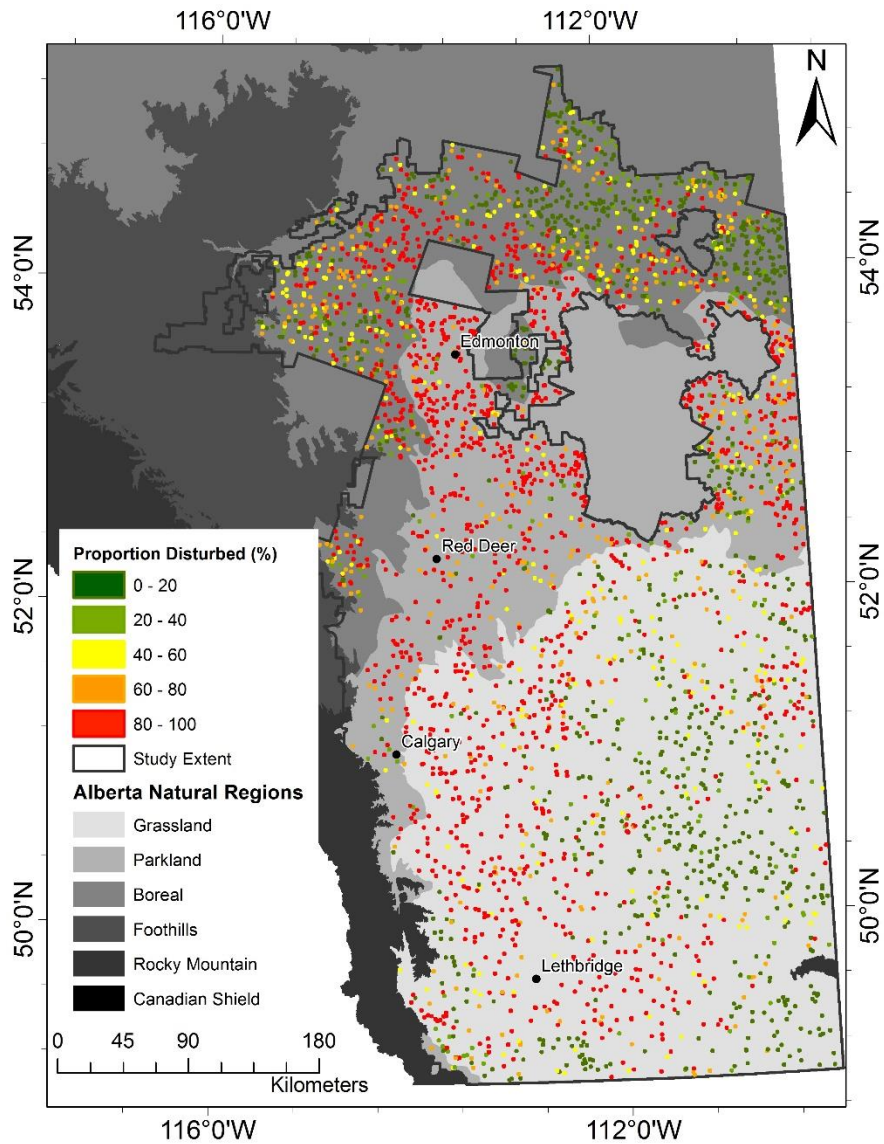 116°0'W 112°0'W
N
54°0'N 54°0'N
Edmonton
Proportion Disturbed (%)
0 - 20
20 - 40
40 - 60
60 - 80
80 - 100
Study Extent
Red Deer
52°0'N 52°0'N
Calgary
Alberta Natural Regions
Grassland
Parkland
Boreal
Foothills
Rocky Mountain
Canadian Shield
50°0'N 50°0'N
Lethbridge
0 45 90 180
Kilometers
116°0'W 112°0'W